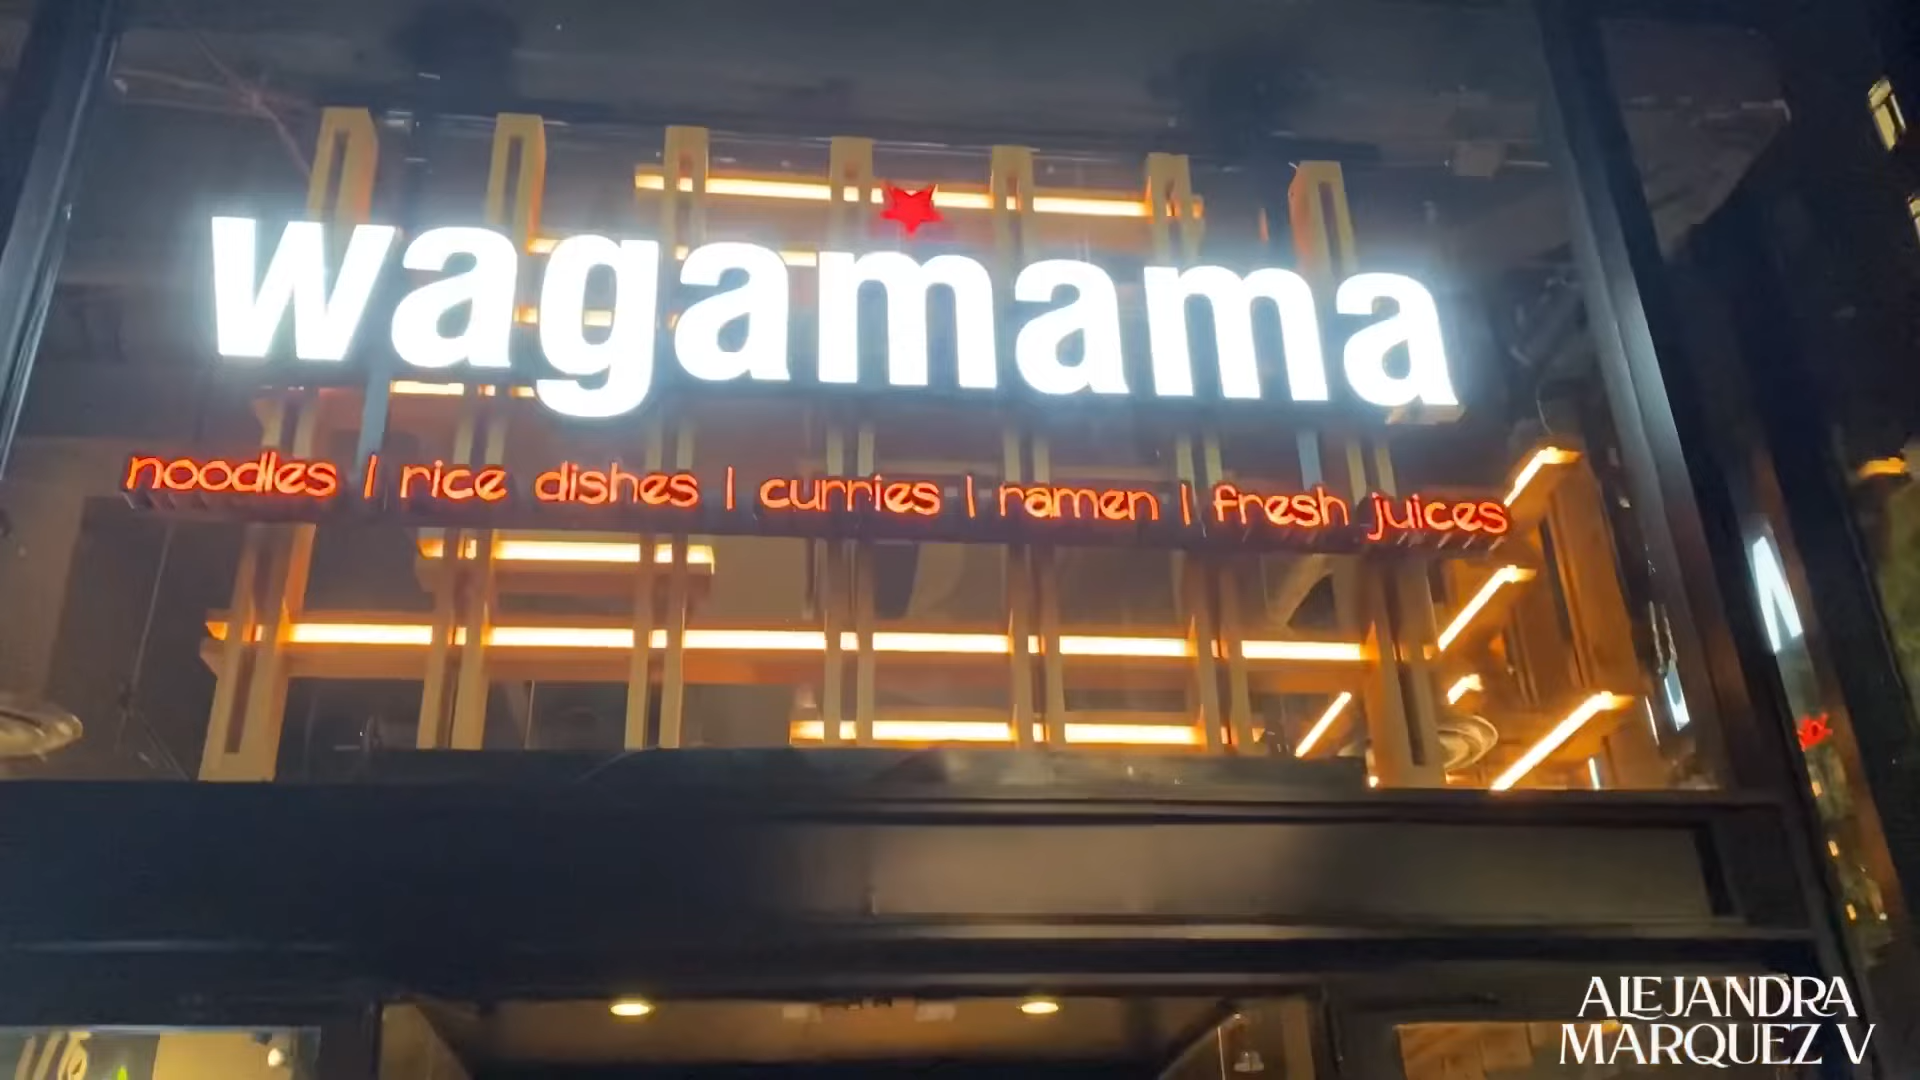 wagamama
noodles | rice dishes | curries | ramen | fresh juices
ALEJANDRA
MARQUEZ V